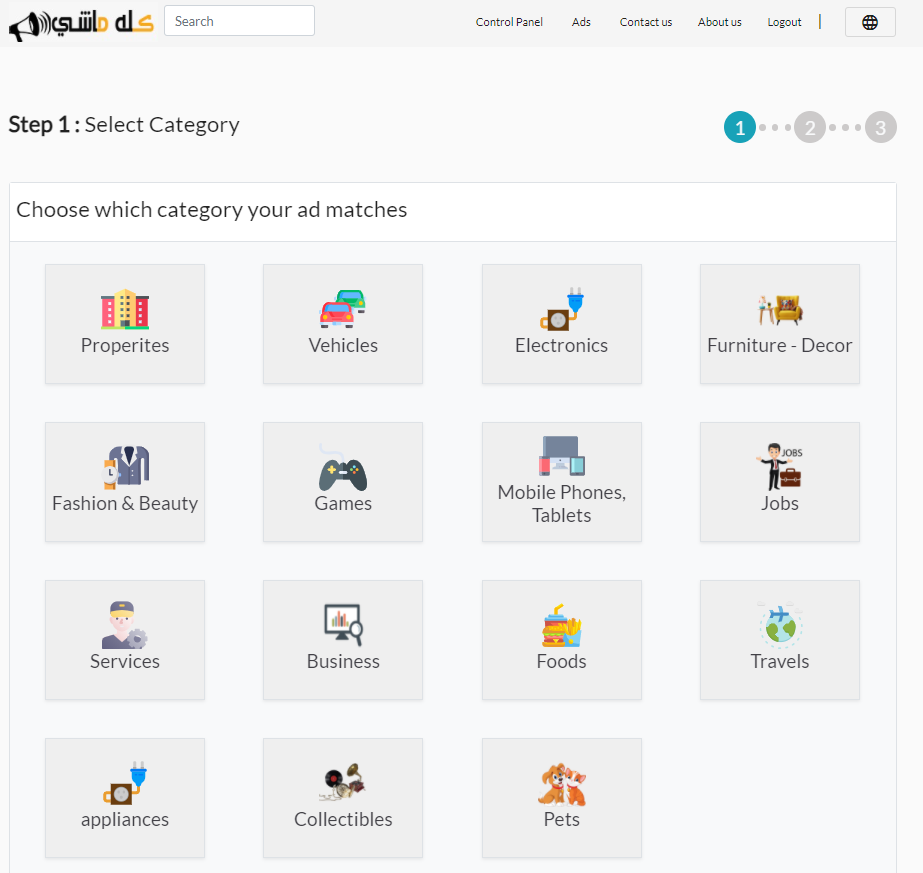 كله ماشي
Search
Control Panel
Ads
Contact us
About us
Logout
Step 1 : Select Category
1
2
3
Choose which category your ad matches
Properites
Vehicles
Electronics
Furniture - Decor
Fashion & Beauty
Games
Mobile Phones,
Tablets
JOBS
Jobs
Services
Business
Foods
Travels
appliances
Collectibles
Pets